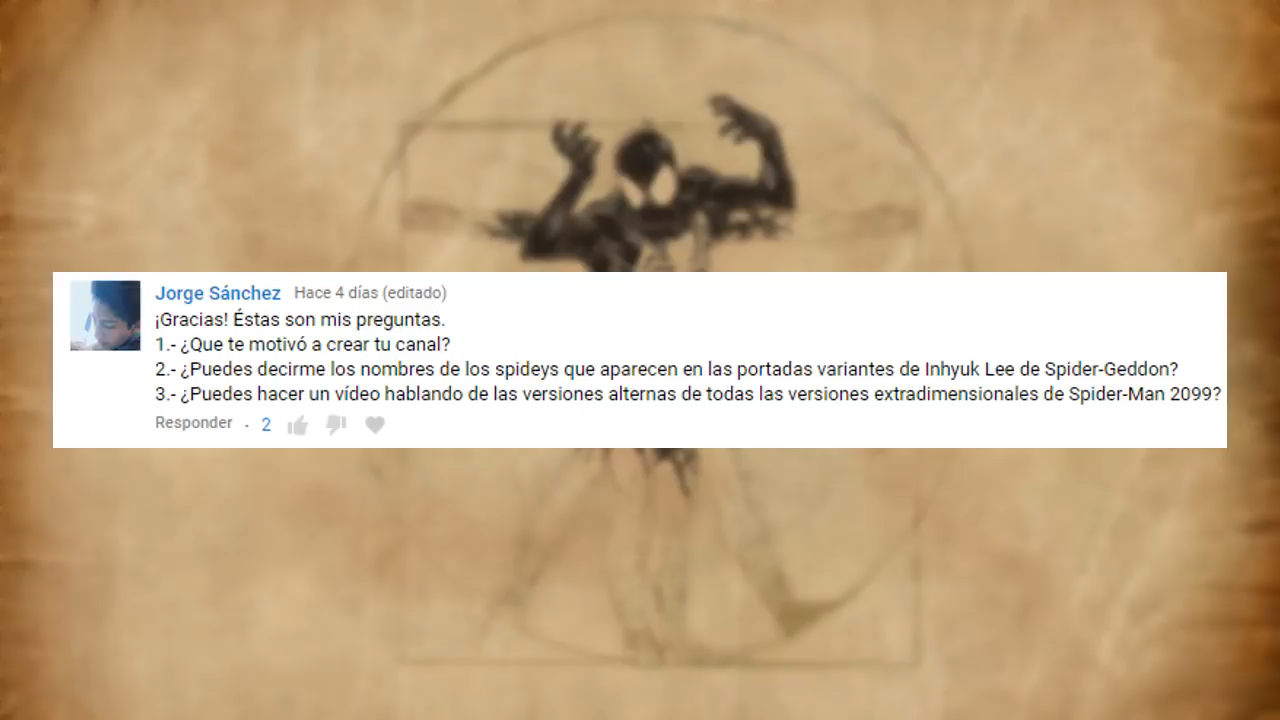 Jorge Sánchez Hace 4 días (editado)
¡Gracias! Éstas son mis preguntas.
1.- ¿Que te motivó a crear tu canal?
2.- ¿Puedes decirme los nombres de los spideys que aparecen en las portadas variantes de Inhyuk Lee de Spider-Geddon?
3.- ¿Puedes hacer un vídeo hablando de las versiones alternas de todas las versiones extradimensionales de Spider-Man 2099?
Responder · 2